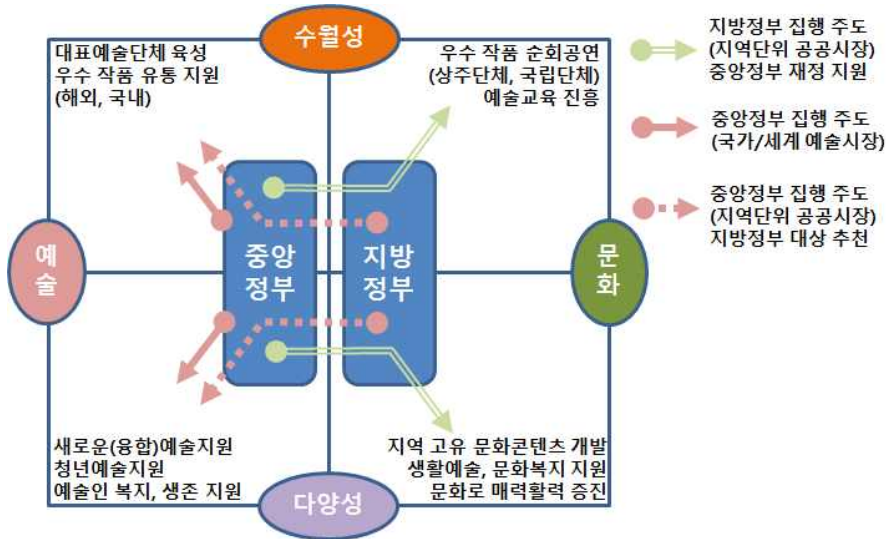 수월성
대표예술단체 육성
우수 작품 유통 지원
(해외, 국내)
우수 작품 순회공연
(상주단체, 국립단체)
예술교육 진흥
지방정부 집행 주도
(지역단위 공공시장)
중앙정부 재정 지원
중앙정부 집행 주도
(국가/세계 예술시장)
중앙정부 집행 주도
(지역단위 공공시장)
지방정부 대상 추천
예
술
중앙
정부
지방
정부
문
화
새로운(융합)예술지원
청년예술지원
예술인 복지, 생존 지원
지역 고유 문화콘텐츠 개발
생활예술, 문화복지 지원
문화로 매력활력 증진
다양성